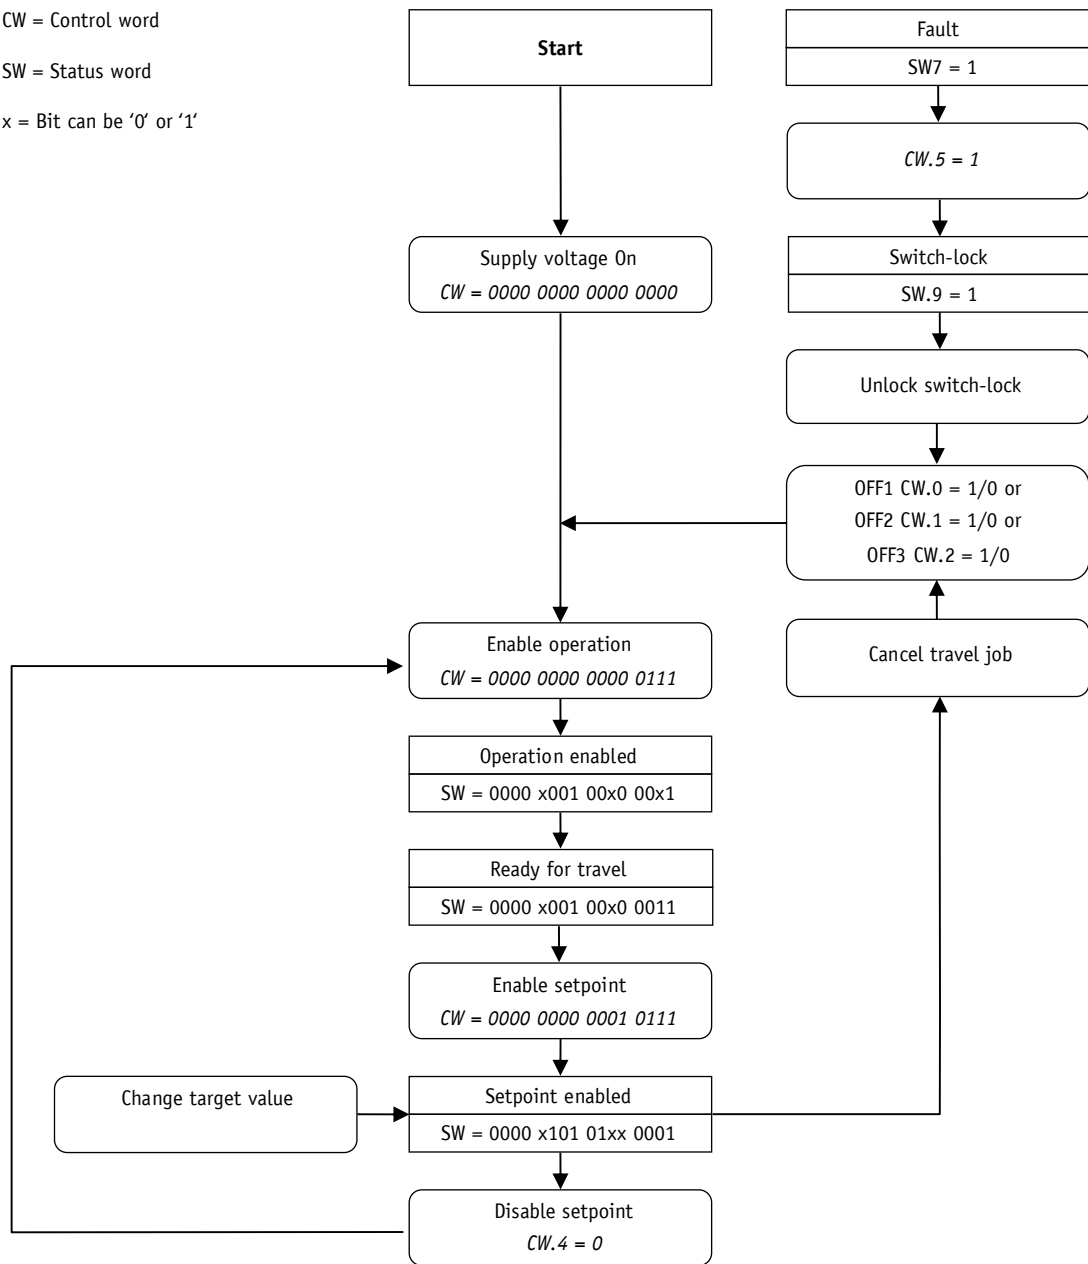 CW = Control word
SW = Status word
x = Bit can be ‘0‘ or ‘1‘
Start
Supply voltage On
CW = 0000 0000 0000 0000
Enable operation
CW = 0000 0000 0000 0111
Operation enabled
SW = 0000 x001 00x0 00x1
Ready for travel
SW = 0000 x001 00x0 0011
Enable setpoint
CW = 0000 0000 0001 0111
Change target value
Setpoint enabled
SW = 0000 x101 01xx 0001
Disable setpoint
CW.4 = 0
Fault
SW7 = 1
CW.5 = 1
Switch-lock
SW.9 = 1
Unlock switch-lock
OFF1 CW.0 = 1/0 or
OFF2 CW.1 = 1/0 or
OFF3 CW.2 = 1/0
Cancel travel job